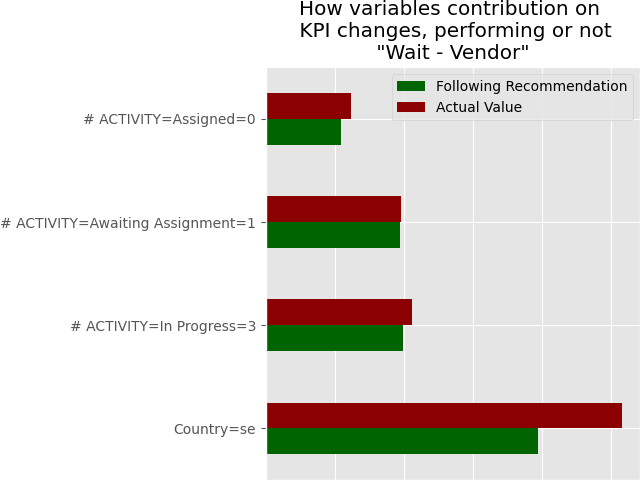 How variables contribution on
KPI changes, performing or not
"Wait - Vendor"
Following Recommendation
Actual Value
# ACTIVITY=Assigned=0
# ACTIVITY=Awaiting Assignment=1
# ACTIVITY=In Progress=3
Country=se